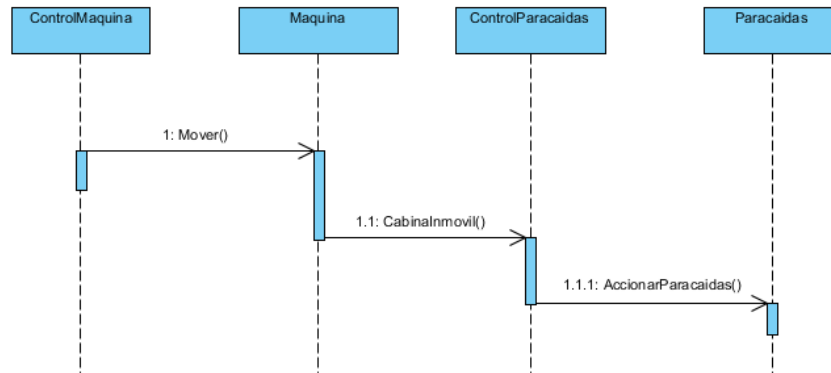 ControlMaquina
Maquina
ControlParacaidas
Paracaidas
1: Mover()
1.1: CabinaInmovil()
1.1.1: AccionarParacaidas()